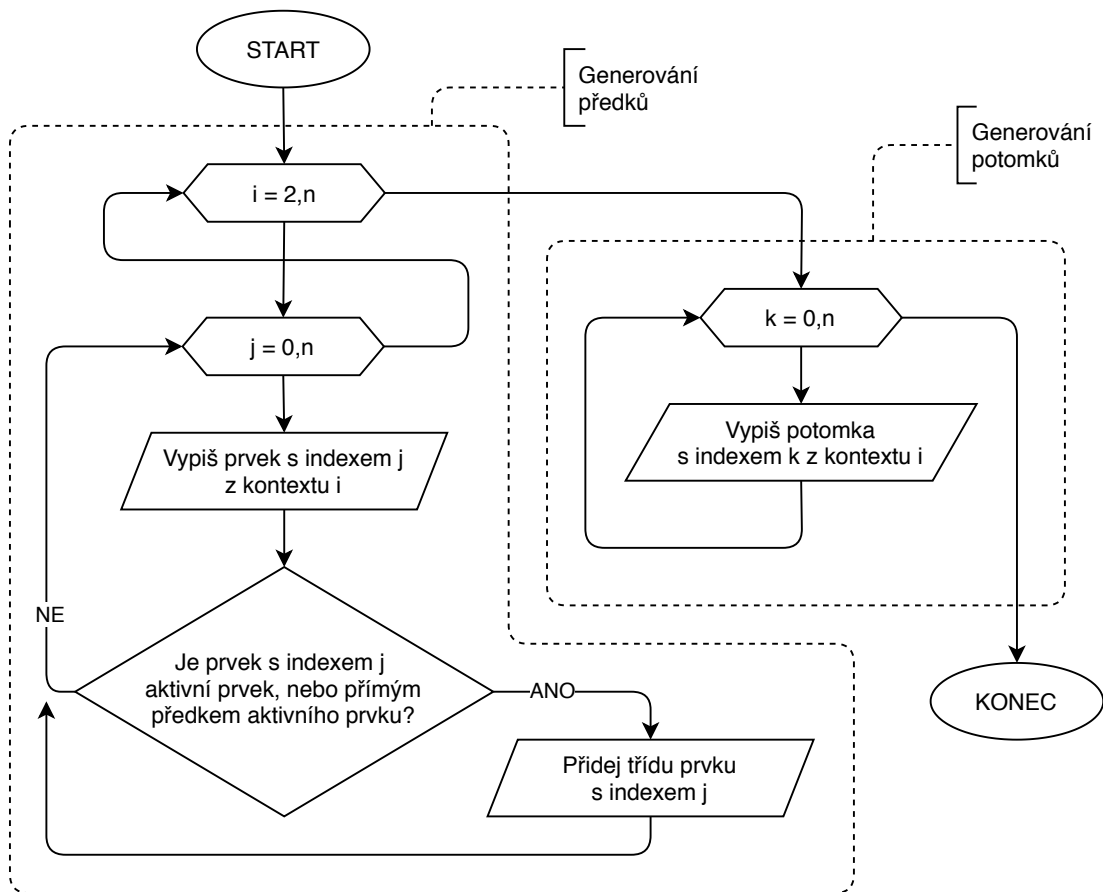 START
Generování
předků
Generování
potomků
i = 2,n
j = 0,n
k = 0,n
Vypiš prvek s indexem j
z kontextu i
Vypiš potomka
s indexem k z kontextu i
NE
Je prvek s indexem j
aktivní prvek, nebo přímým
předkem aktivního prvku?
ANO
KONEC
Přidej třídu prvku
s indexem j